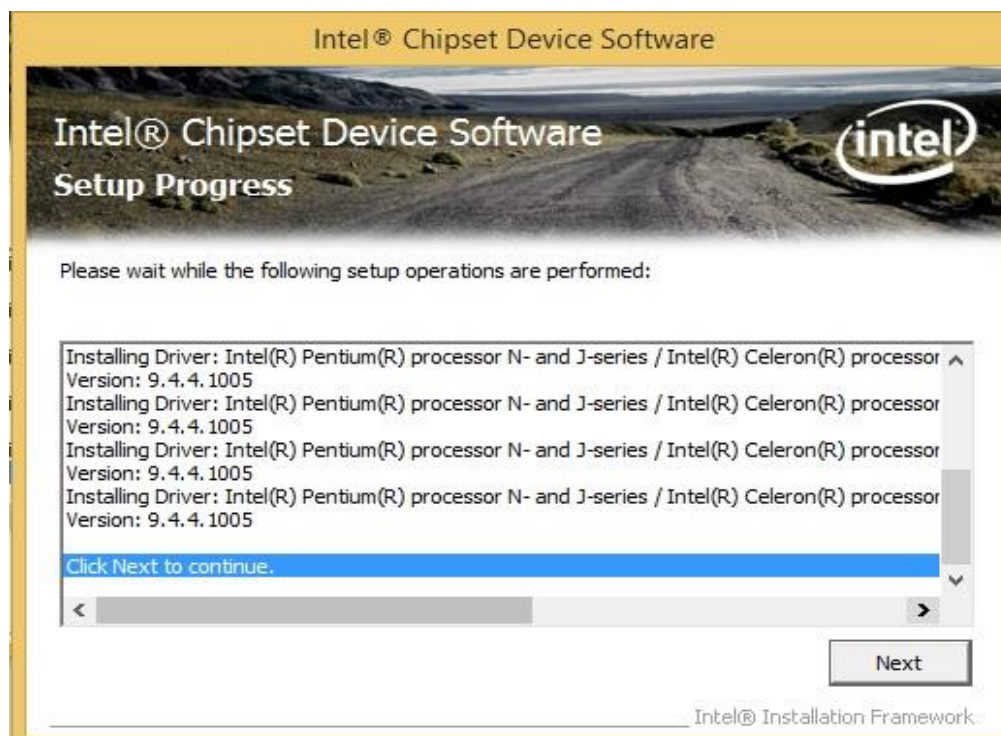 Intel® Chipset Device Software
Intel® Chipset Device Software
intel
Setup Progress
Please wait while the following setup operations are performed:
Installing Driver: Intel(R) Pentium(R) processor N- and J-series / Intel(R) Celeron(R) processor
Version: 9.4.4.1005
Installing Driver: Intel(R) Pentium(R) processor N- and J-series / Intel(R) Celeron(R) processor
Version: 9.4.4.1005
Installing Driver: Intel(R) Pentium(R) processor N- and J-series / Intel(R) Celeron(R) processor
Version: 9.4.4.1005
Installing Driver: Intel(R) Pentium(R) processor N- and J-series / Intel(R) Celeron(R) processor
Version: 9.4.4.1005
Click Next to continue.
Next
Intel® Installation Framework